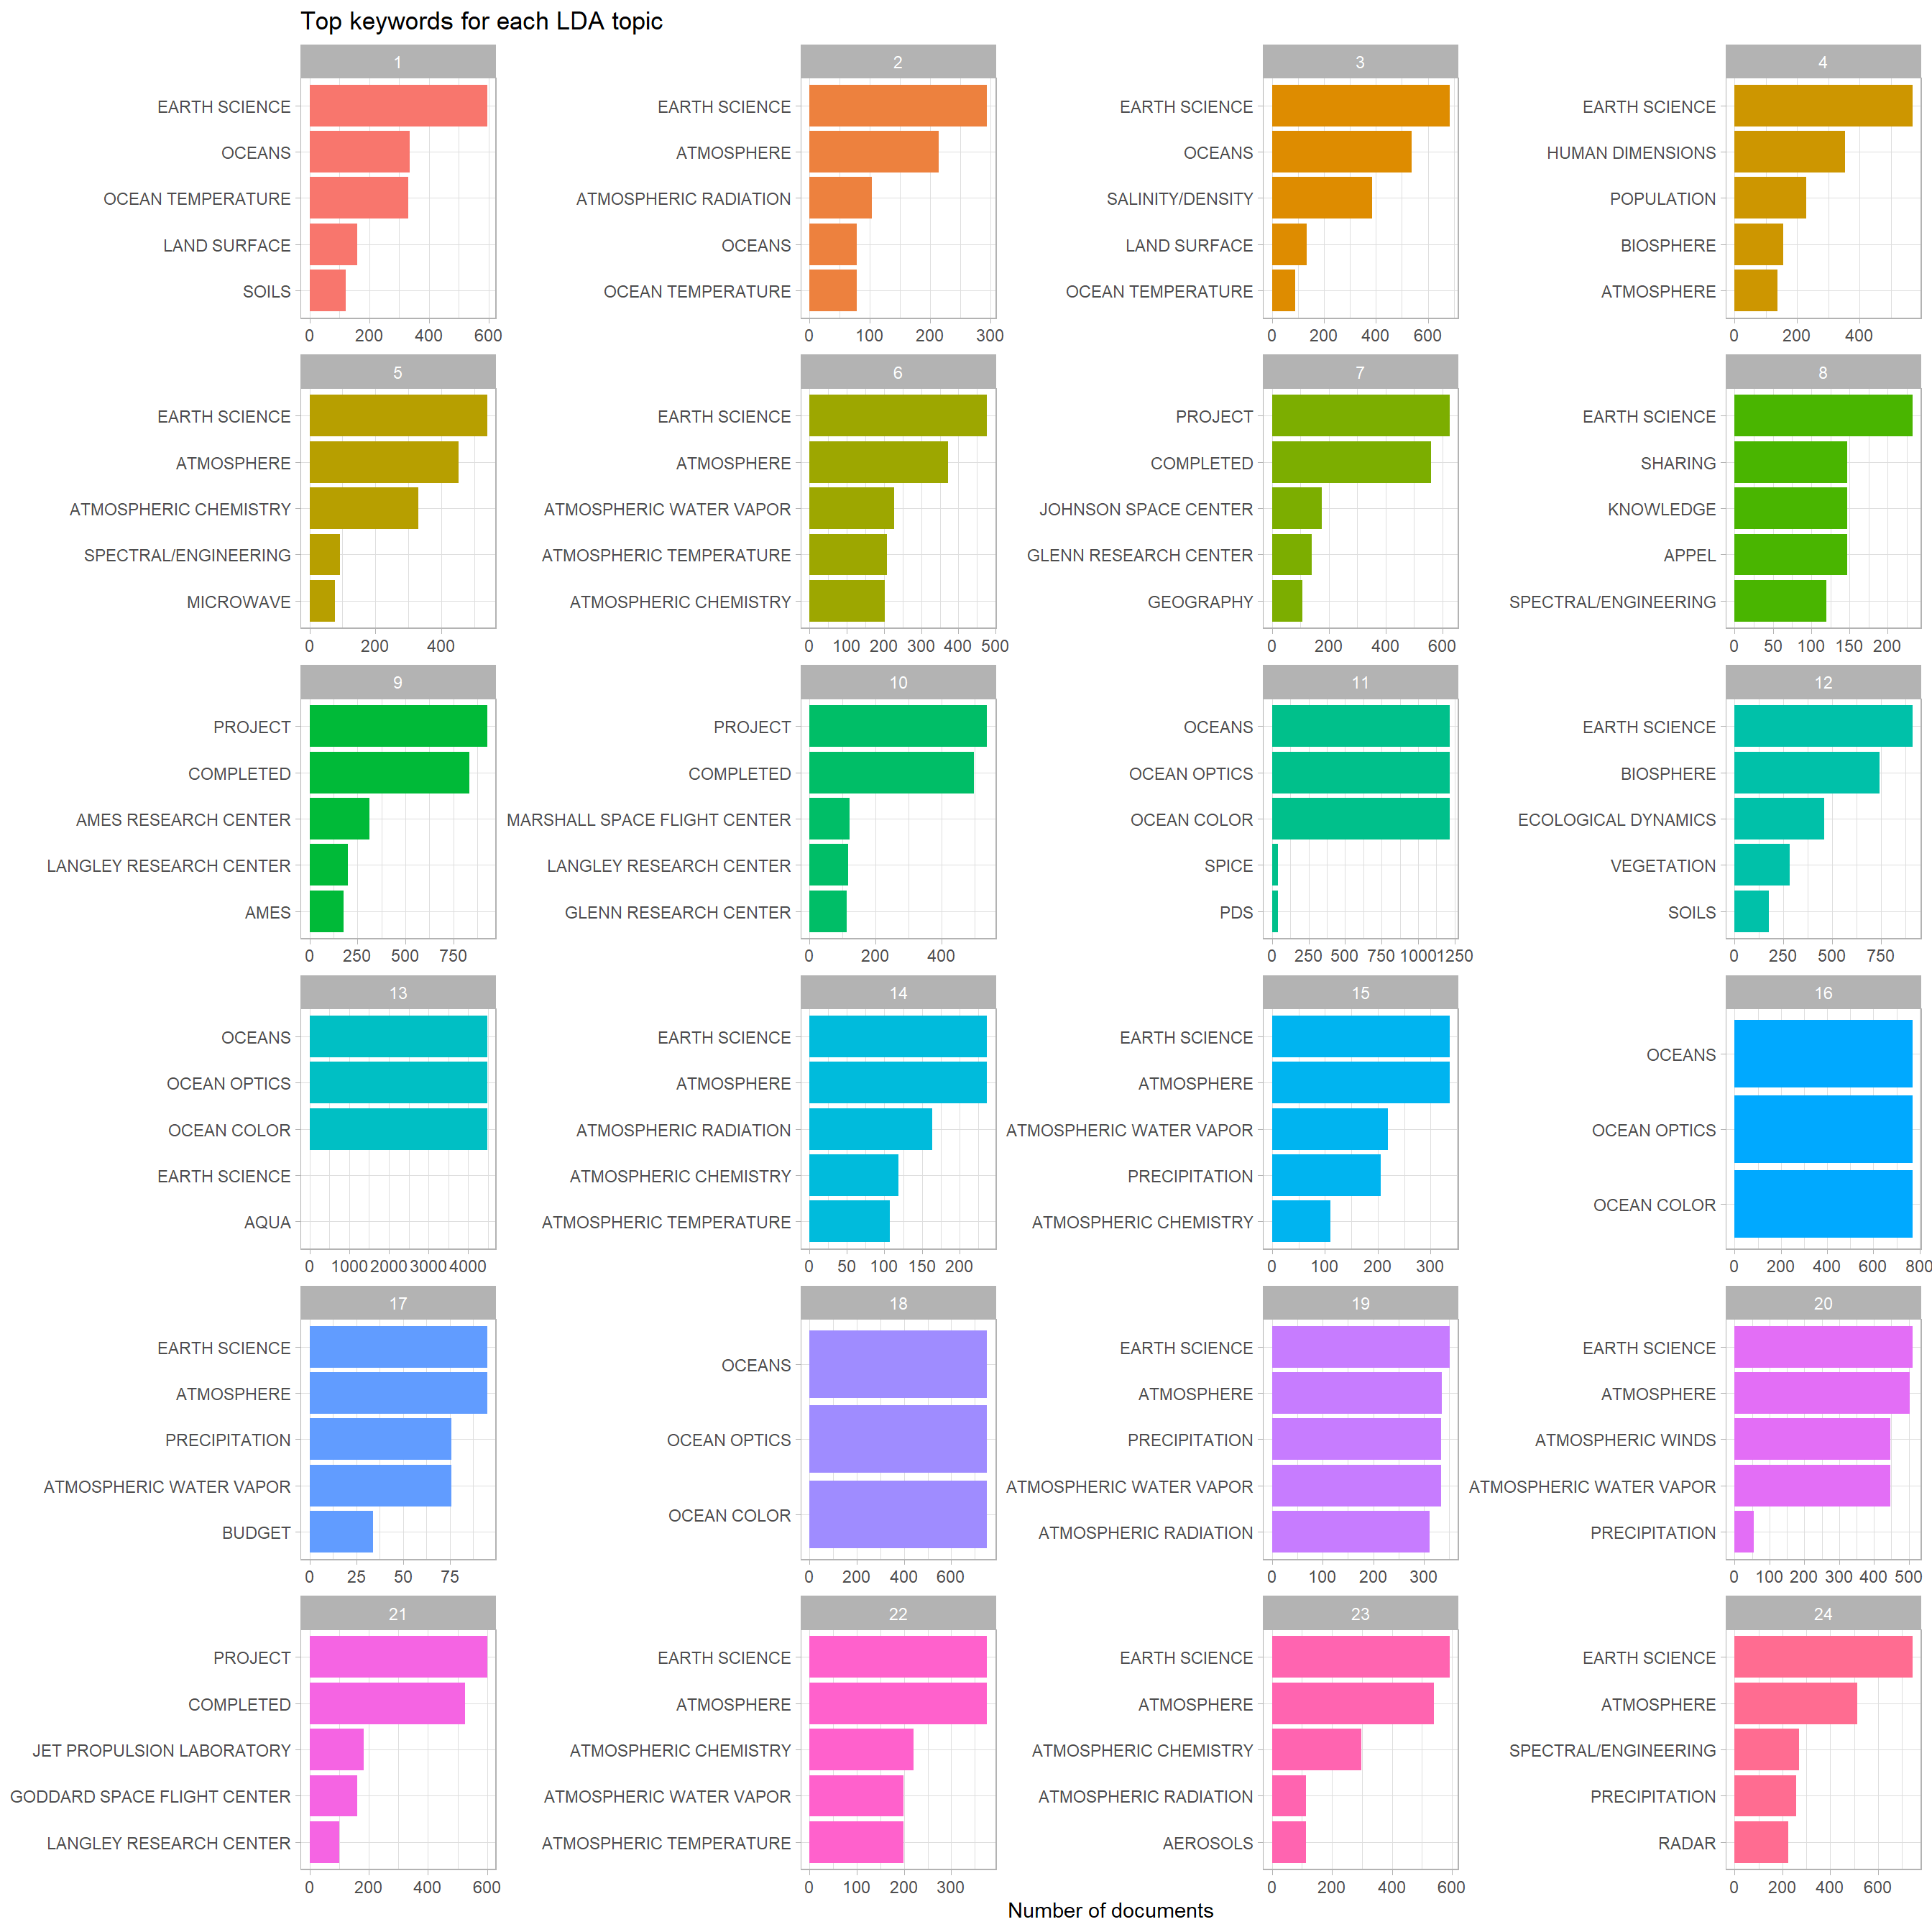 Top keywords for each LDA topic
1
EARTH SCIENCE
OCEANS
OCEAN TEMPERATURE
LAND SURFACE
SOILS
0 200 400 600
2
EARTH SCIENCE
ATMOSPHERE
ATMOSPHERIC RADIATION
OCEANS
OCEAN TEMPERATURE
0 100 200 300
3
EARTH SCIENCE
OCEANS
SALINITY/DENSITY
LAND SURFACE
OCEAN TEMPERATURE
0 200 400 600
4
EARTH SCIENCE
HUMAN DIMENSIONS
POPULATION
BIOSPHERE
ATMOSPHERE
0 200 400
5
EARTH SCIENCE
ATMOSPHERE
ATMOSPHERIC CHEMISTRY
SPECTRAL/ENGINEERING
MICROWAVE
0 200 400
6
EARTH SCIENCE
ATMOSPHERE
ATMOSPHERIC WATER VAPOR
ATMOSPHERIC TEMPERATURE
ATMOSPHERIC CHEMISTRY
0 100 200 300 400 500
7
PROJECT
COMPLETED
JOHNSON SPACE CENTER
GLENN RESEARCH CENTER
GEOGRAPHY
0 200 400 600
8
EARTH SCIENCE
SHARING
KNOWLEDGE
APPEL
SPECTRAL/ENGINEERING
0 50 100 150 200
9
PROJECT
COMPLETED
AMES RESEARCH CENTER
LANGLEY RESEARCH CENTER
AMES
0 250 500 750
10
PROJECT
COMPLETED
MARSHALL SPACE FLIGHT CENTER
LANGLEY RESEARCH CENTER
GLENN RESEARCH CENTER
0 200 400
11
OCEANS
OCEAN OPTICS
OCEAN COLOR
SPICE
PDS
0 250 500 750 1000 1250
12
EARTH SCIENCE
BIOSPHERE
ECOLOGICAL DYNAMICS
VEGETATION
SOILS
0 250 500 750
13
OCEANS
OCEAN OPTICS
OCEAN COLOR
EARTH SCIENCE
AQUA
0 1000 2000 3000 4000
14
EARTH SCIENCE
ATMOSPHERE
ATMOSPHERIC RADIATION
ATMOSPHERIC CHEMISTRY
ATMOSPHERIC TEMPERATURE
0 50 100 150 200
15
EARTH SCIENCE
ATMOSPHERE
ATMOSPHERIC WATER VAPOR
PRECIPITATION
ATMOSPHERIC CHEMISTRY
0 100 200 300
16
OCEANS
OCEAN OPTICS
OCEAN COLOR
0 200 400 600 800
17
EARTH SCIENCE
ATMOSPHERE
PRECIPITATION
ATMOSPHERIC WATER VAPOR
BUDGET
0 25 50 75
18
OCEANS
OCEAN OPTICS
OCEAN COLOR
0 200 400 600
19
EARTH SCIENCE
ATMOSPHERE
PRECIPITATION
ATMOSPHERIC WATER VAPOR
ATMOSPHERIC RADIATION
0 100 200 300
20
EARTH SCIENCE
ATMOSPHERE
ATMOSPHERIC WINDS
ATMOSPHERIC WATER VAPOR
PRECIPITATION
0 100 200 300 400 500
21
PROJECT
COMPLETED
JET PROPULSION LABORATORY
GODDARD SPACE FLIGHT CENTER
LANGLEY RESEARCH CENTER
0 200 400 600
22
EARTH SCIENCE
ATMOSPHERE
ATMOSPHERIC CHEMISTRY
ATMOSPHERIC WATER VAPOR
ATMOSPHERIC TEMPERATURE
0 100 200 300
23
EARTH SCIENCE
ATMOSPHERE
ATMOSPHERIC CHEMISTRY
ATMOSPHERIC RADIATION
AEROSOLS
0 200 400 600
24
EARTH SCIENCE
ATMOSPHERE
SPECTRAL/ENGINEERING
PRECIPITATION
RADAR
0 200 400 600
Number of documents